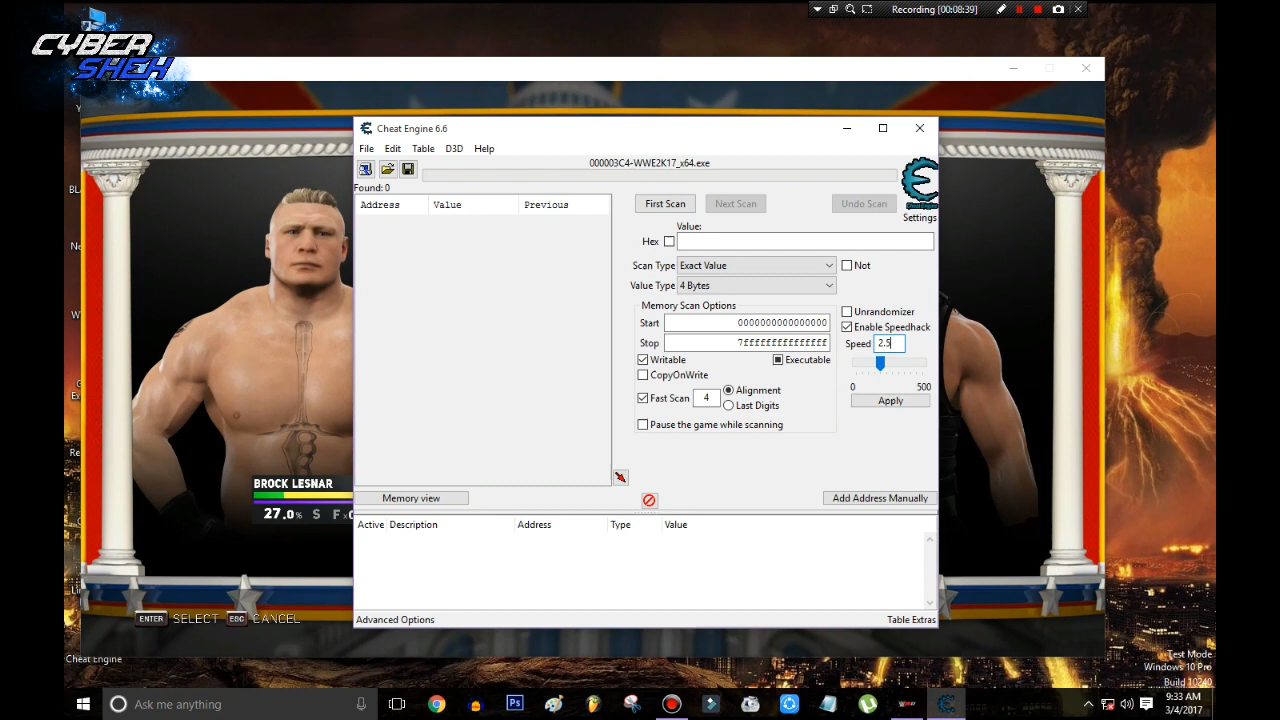 Recording [00:08:39]
CYBER
SHEH
Cheat Engine 6.6
File Edit Table D3D Help
000003C4-WWE2K17_x64.exe
Found: 0
Address Value Previous
First Scan Next Scan Undo Scan
Settings
Value:
Hex
Scan Type Exact Value Not
Value Type 4 Bytes
Memory Scan Options
Unrandomizer
Start 0000000000000000
Enable Speedhack
Stop 7fffffffffffffff
Speed 2.5
Writable Executable
CopyOnWrite
0 500
Fast Scan 4 Alignment
Last Digits
Apply
Pause the game while scanning
BROCK LESNAR
27.0% S F
Memory view Add Address Manually
Active Description Address Type Value
ENTER SELECT ESC CANCEL
Advanced Options Table Extras
Cheat Engine
Test Mode
Windows 10 Pro
Build 10240
Ask me anything
Ps
9:33 AM
3/4/2017